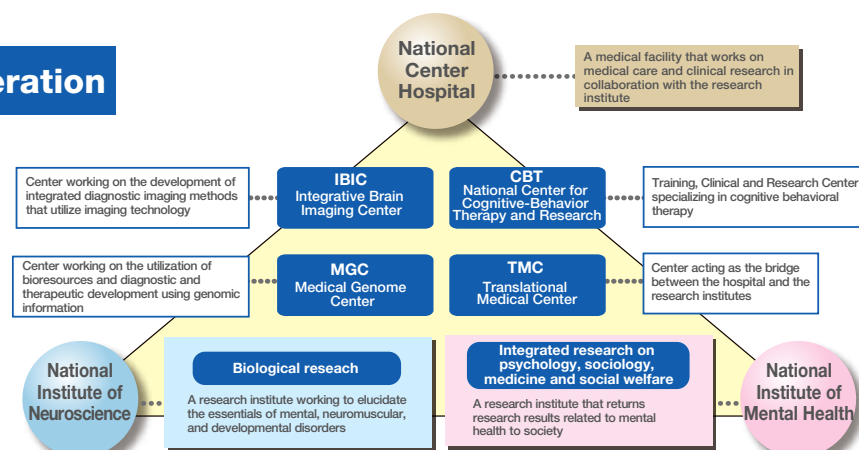 eration
National
Center
Hospital
A medical facility that works on
medical care and clinical research in
collaboration with the research
institute
Center working on the development of
integrated diagnostic imaging methods
that utilize imaging technology
IBIC
Integrative Brain
Imaging Center
CBT
National Center for
Cognitive-Behavior
Therapy and Research
Training, Clinical and Research Center
specializing in cognitive behavioral
therapy
Center working on the utilization of
bioresources and diagnostic and
therapeutic development using genomic
information
MGC
Medical Genome
Center
TMC
Translational
Medical Center
Center acting as the bridge
between the hospital and the
research institutes
National
Institute of
Neuroscience
Biological reseach
A research institute working to elucidate
the essentials of mental, neuromuscular,
and developmental disorders
Integrated research on
psychology, sociology,
medicine and social welfare
A research institute that returns
research results related to mental
health to society
National
Institute of
Mental Health